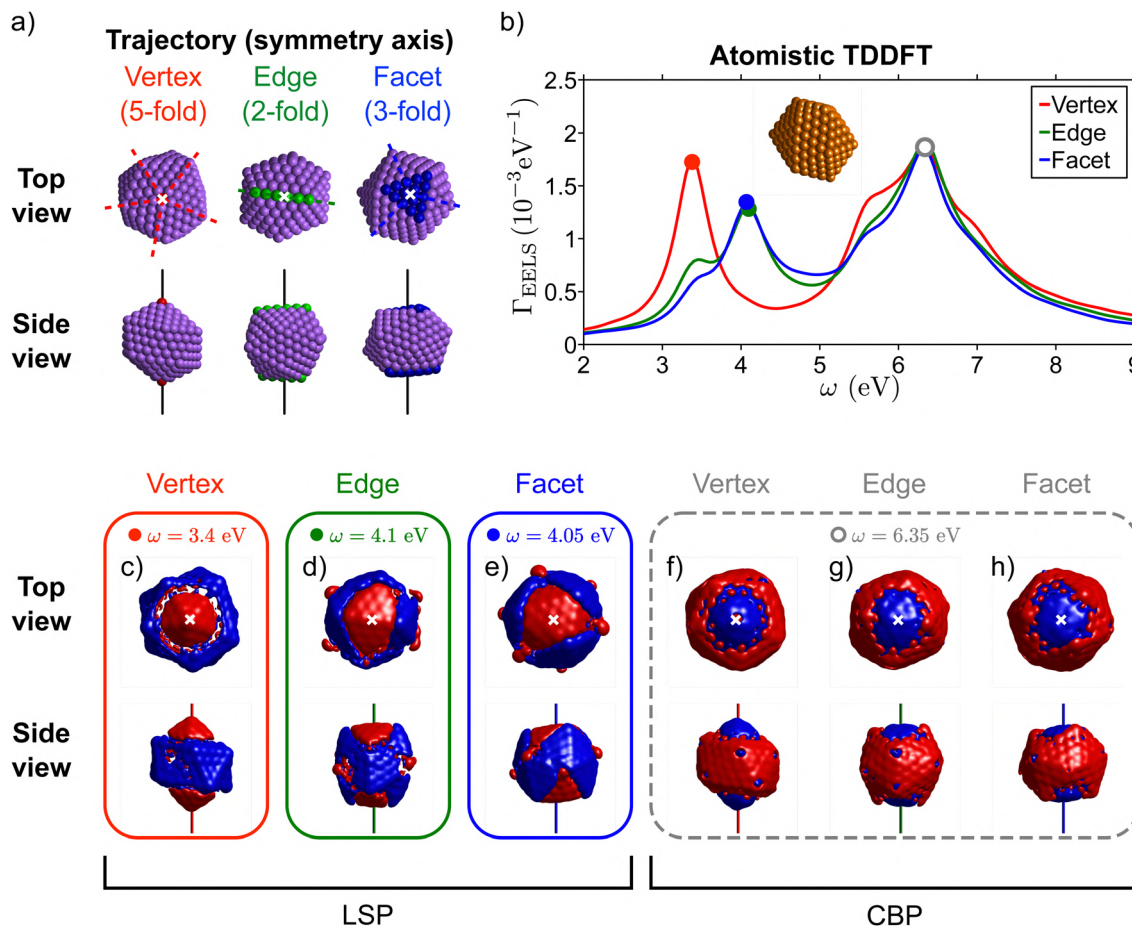 a)
Trajectory (symmetry axis)
Vertex Edge Facet
(5-fold) (2-fold) (3-fold)
Top
view
Side
view
b)
Atomistic TDDFT
2.5
2
1.5
1
0.5
0
Γ_EELS (10⁻³ eV⁻¹)
Vertex
Edge
Facet
2 3 4 5 6 7 8 9
ω (eV)
Vertex Edge Facet Vertex Edge Facet
ω = 3.4 eV ω = 4.1 eV ω = 4.05 eV ω = 6.35 eV
c) d) e) f) g) h)
Top
view
Side
view
LSP CBP